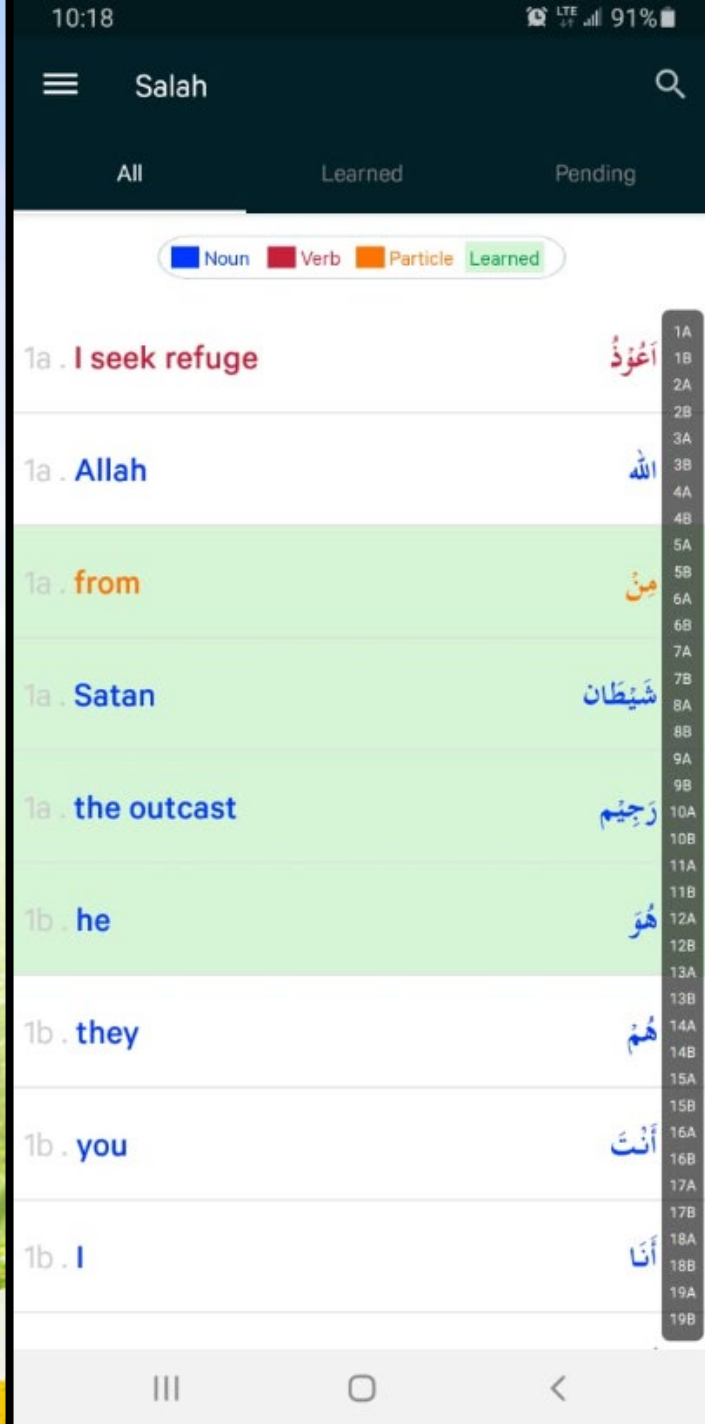 10:18 LTE 91%
Salah
All Learned Pending
Noun Verb Particle Learned
1a . I seek refuge اَعُوْذُ
1a . Allah الله
1a . from مِنْ
1a . Satan شَيْطَان
1a . the outcast رَجِيْم
1b . he هُوَ
1b . they هُمْ
1b . you أَنْتَ
1b . I أَنَا
1A
1B
2A
2B
3A
3B
4A
4B
5A
5B
6A
6B
7A
7B
8A
8B
9A
9B
10A
10B
11A
11B
12A
12B
13A
13B
14A
14B
15A
15B
16A
16B
17A
17B
18A
18B
19A
19B